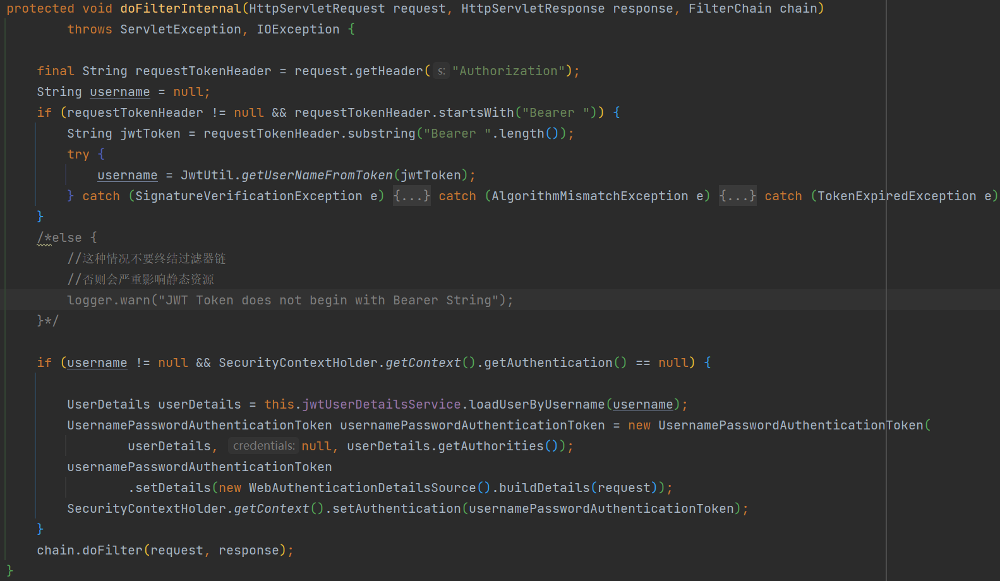 protected void doFilterInternal(HttpServletRequest request, HttpServletResponse response, FilterChain chain)
        throws ServletException, IOException {
    final String requestTokenHeader = request.getHeader( s: "Authorization");
    String username = null;
    if (requestTokenHeader != null && requestTokenHeader.startsWith("Bearer ")) {
        String jwtToken = requestTokenHeader.substring("Bearer ".length());
        try {
            username = JwtUtil.getUserNameFromToken(jwtToken);
        } catch (SignatureVerificationException e) {...} catch (AlgorithmMismatchException e) {...} catch (TokenExpiredException e)
    }
    /*else {
        //这种情况不要终结过滤器链
        //否则会严重影响静态资源
        logger.warn("JWT Token does not begin with Bearer String");
    }*/
    if (username != null && SecurityContextHolder.getContext().getAuthentication() == null) {
        UserDetails userDetails = this.jwtUserDetailsService.loadUserByUsername(username);
        UsernamePasswordAuthenticationToken usernamePasswordAuthenticationToken = new UsernamePasswordAuthenticationToken(
                userDetails, credentials: null, userDetails.getAuthorities());
        usernamePasswordAuthenticationToken
                .setDetails(new WebAuthenticationDetailsSource().buildDetails(request));
        SecurityContextHolder.getContext().setAuthentication(usernamePasswordAuthenticationToken);
    }
    chain.doFilter(request, response);
}